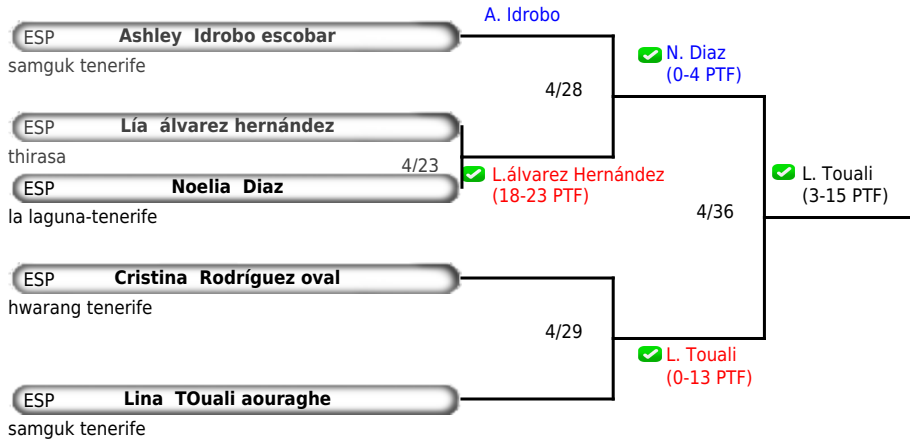 A. Idrobo
ESP Ashley Idrobo escobar
samguk tenerife
N. Diaz
(0-4 PTF)
4/28
ESP Lía álvarez hernández
thirasa
4/23
L.álvarez Hernández
(18-23 PTF)
L. Touali
(3-15 PTF)
ESP Noelia Diaz
la laguna-tenerife
4/36
ESP Cristina Rodríguez oval
hwarang tenerife
4/29
L. Touali
(0-13 PTF)
ESP Lina TOuali aouraghe
samguk tenerife